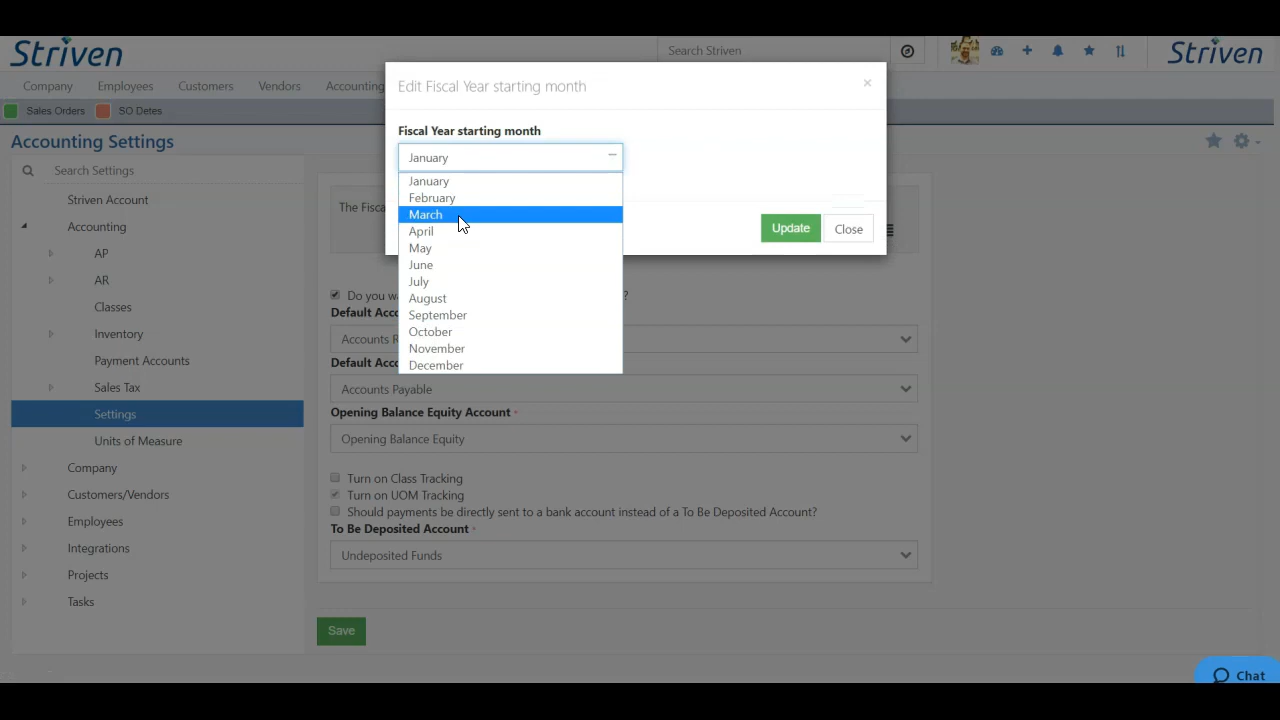 Striven
Search Striven
Striven
Company
Employees
Customers
Vendors
Accounting
Sales Orders
SO Detes
Edit Fiscal Year starting month
×
Fiscal Year starting month
January
January
February
March
April
May
June
July
August
September
October
November
December
Update
Close
Accounting Settings
Search Settings
Striven Account
Accounting
AP
AR
Classes
Inventory
Payment Accounts
Sales Tax
Settings
Units of Measure
Company
Customers/Vendors
Employees
Integrations
Projects
Tasks
The Fisca
Do you wa
?
Default Acco
Accounts R
Default Acco
Accounts Payable
Opening Balance Equity Account *
Opening Balance Equity
Turn on Class Tracking
Turn on UOM Tracking
Should payments be directly sent to a bank account instead of a To Be Deposited Account?
To Be Deposited Account *
Undeposited Funds
Save
Chat